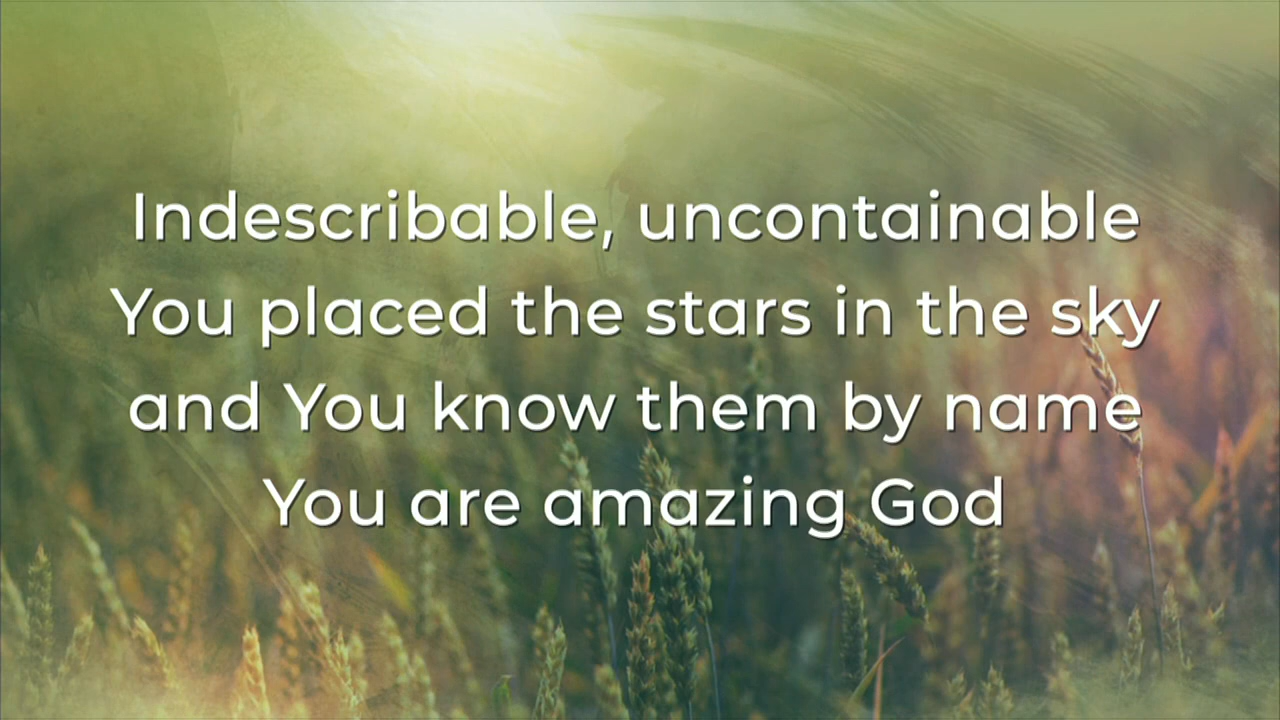 Indescribable, uncontainable
You placed the stars in the sky
and You know them by name
You are amazing God